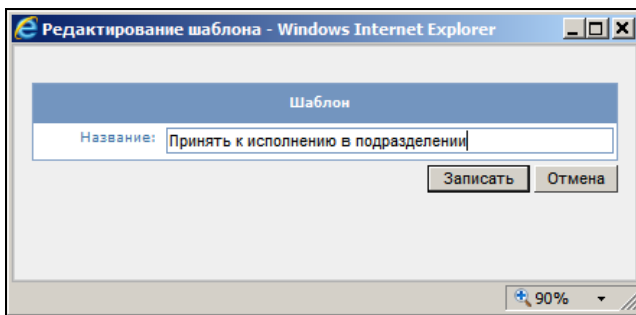 Редактирование шаблона - Windows Internet Explorer
Шаблон
Название: Принять к исполнению в подразделении
Записать Отмена
90%